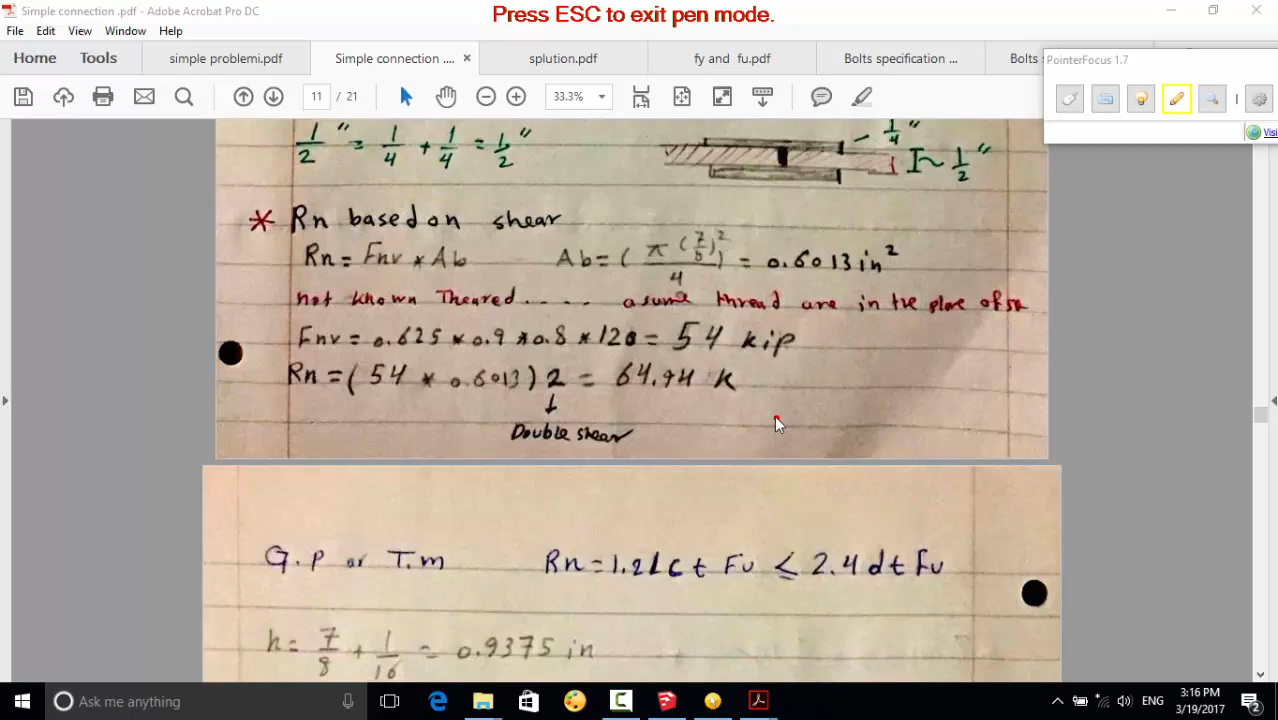 Simple connection .pdf - Adobe Acrobat Pro DC
Press ESC to exit pen mode.
File Edit View Window Help
Home Tools simple problemi.pdf Simple connection .... × splution.pdf fy and fu.pdf Bolts specification ... Bolts
PointerFocus 1.7
11 / 21 33.3%
Visi
1/2" = 1/4 + 1/4 = 1/2"
1/4"
I~ 1/2"
* Rn based on shear
Rn = Fnv * Ab Ab = (π (7/8)²/4) = 0.6013 in²
not known Theared.... asume thread are in the plane of
Fnv = 0.625 * 0.9 * 0.8 * 120 = 54 kip
Rn = (54 * 0.6013) 2 = 64.94 K
↓
Double shear
G.P or T.m Rn = 1.2 Lc t Fu ≤ 2.4 d t Fu
h = 7/8 + 1/16 = 0.9375 in
Ask me anything
ENG
3:16 PM
3/19/2017
2